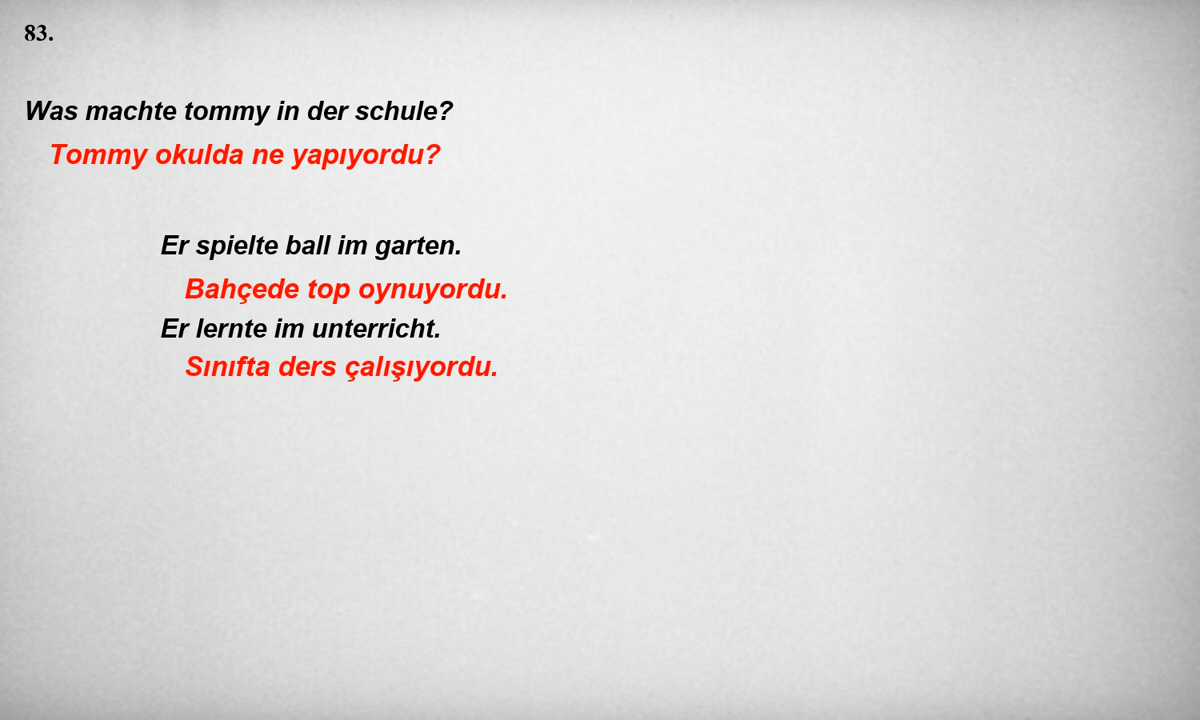 83.
Was machte tommy in der schule?
Tommy okulda ne yapıyordu?
Er spielte ball im garten.
Bahçede top oynuyordu.
Er lernte im unterricht.
Sınıfta ders çalışıyordu.